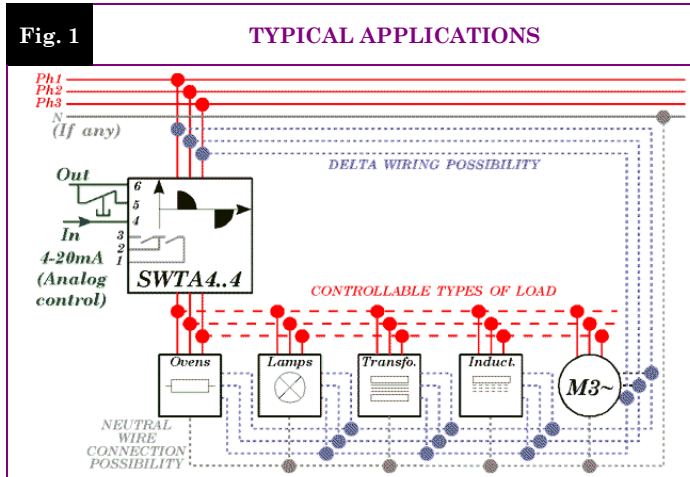 Fig. 1
TYPICAL APPLICATIONS
Ph1
Ph2
Ph3
N
(If any)
DELTA WIRING POSSIBILITY
Out
6
5
4
In
3
2
1
4-20mA
(Analog
control)
SWTA4..4
CONTROLLABLE TYPES OF LOAD
Ovens
Lamps
Transfo.
Induct.
M3~
NEUTRAL
WIRE
CONNECTION
POSSIBILITY